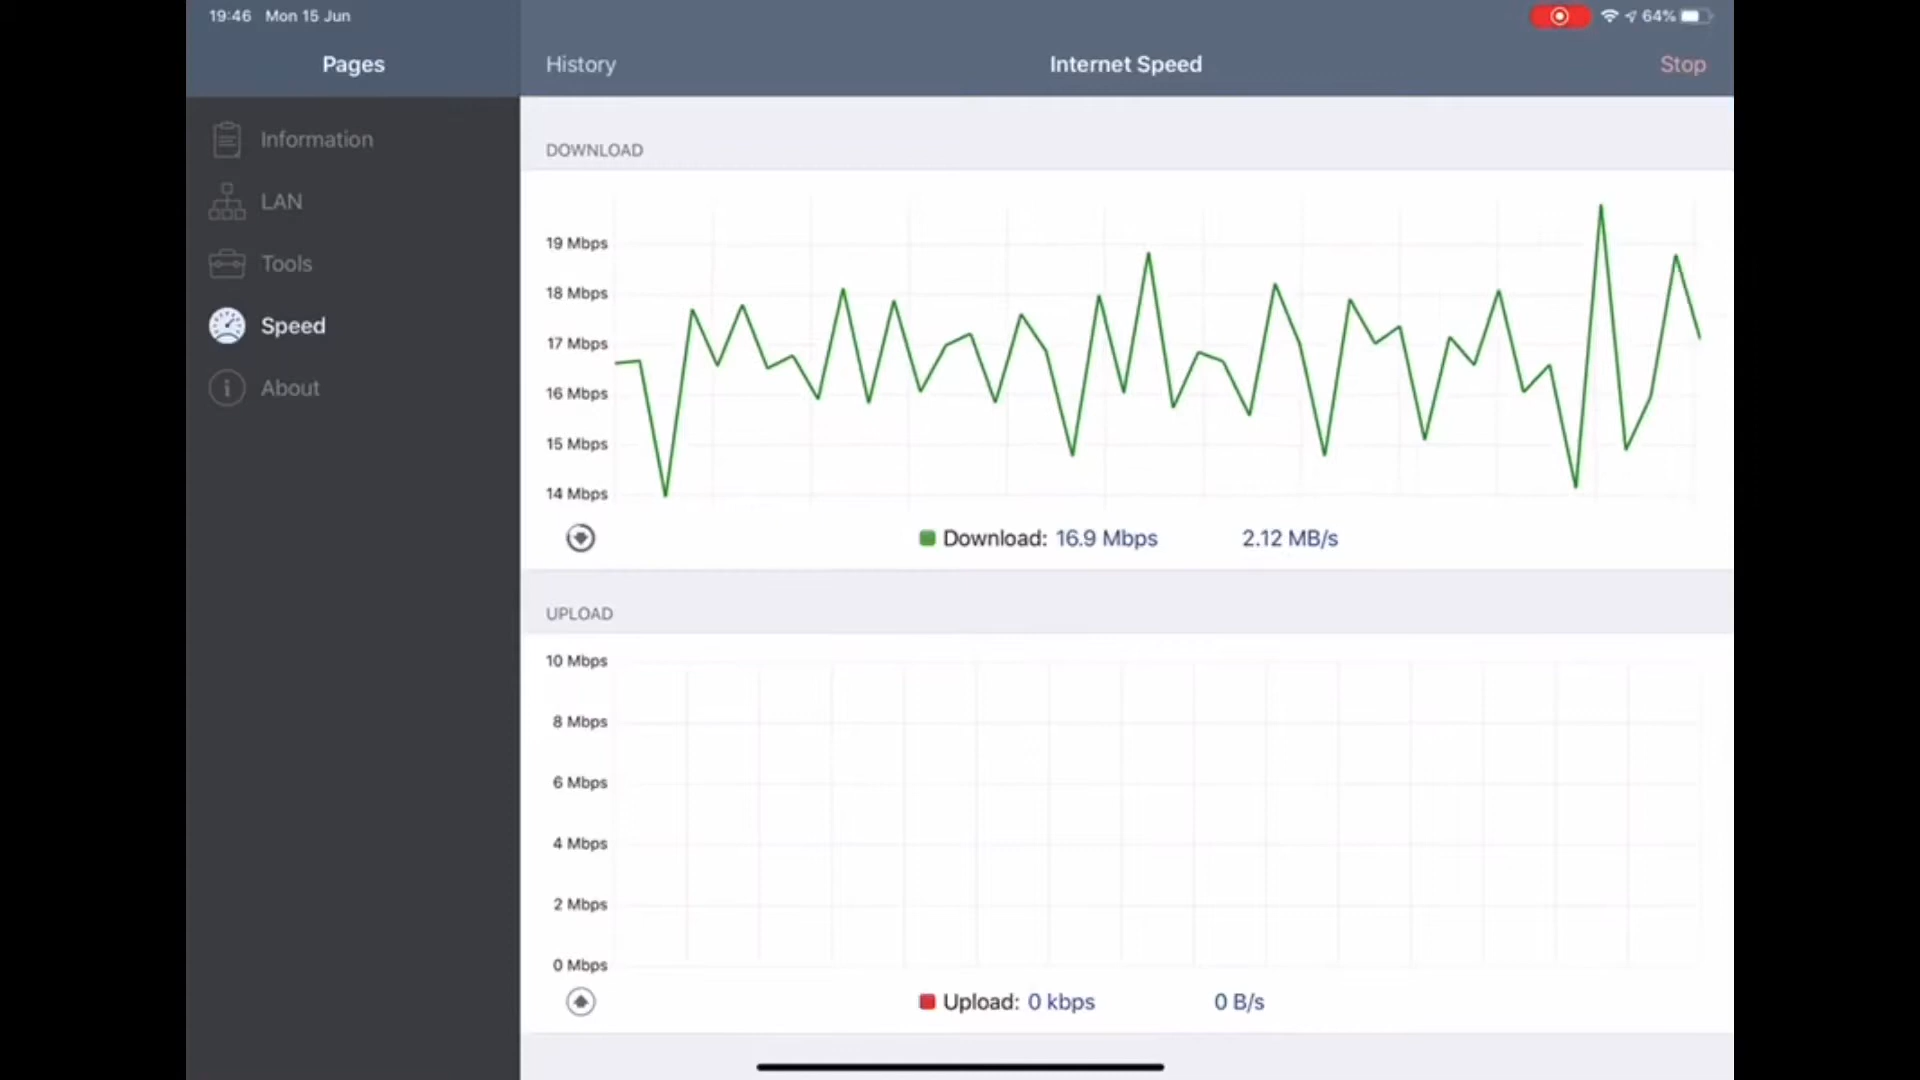 19:46 Mon 15 Jun
64%
Pages
History
Internet Speed
Stop
Information
LAN
Tools
Speed
About
DOWNLOAD
19 Mbps
18 Mbps
17 Mbps
16 Mbps
15 Mbps
14 Mbps
Download: 16.9 Mbps 2.12 MB/s
UPLOAD
10 Mbps
8 Mbps
6 Mbps
4 Mbps
2 Mbps
0 Mbps
Upload: 0 kbps 0 B/s